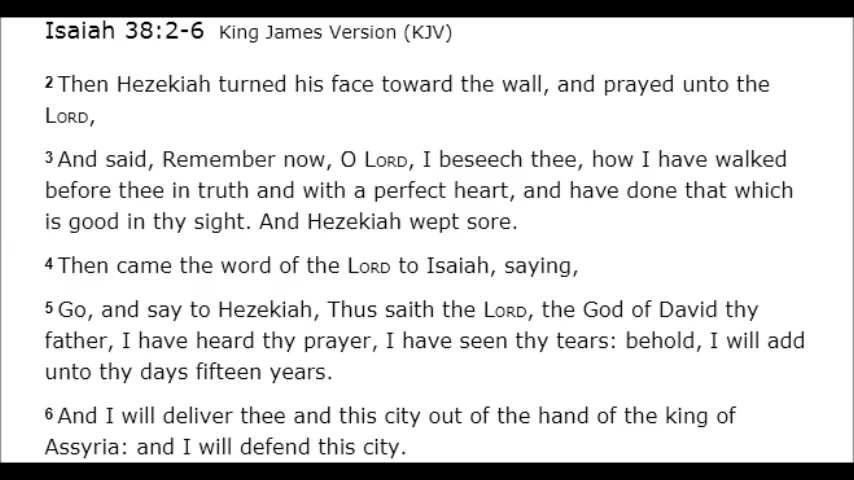 Isaiah 38:2-6 King James Version (KJV)
2 Then Hezekiah turned his face toward the wall, and prayed unto the
LORD,
3 And said, Remember now, O LORD, I beseech thee, how I have walked
before thee in truth and with a perfect heart, and have done that which
is good in thy sight. And Hezekiah wept sore.
4 Then came the word of the LORD to Isaiah, saying,
5 Go, and say to Hezekiah, Thus saith the LORD, the God of David thy
father, I have heard thy prayer, I have seen thy tears: behold, I will add
unto thy days fifteen years.
6 And I will deliver thee and this city out of the hand of the king of
Assyria: and I will defend this city.